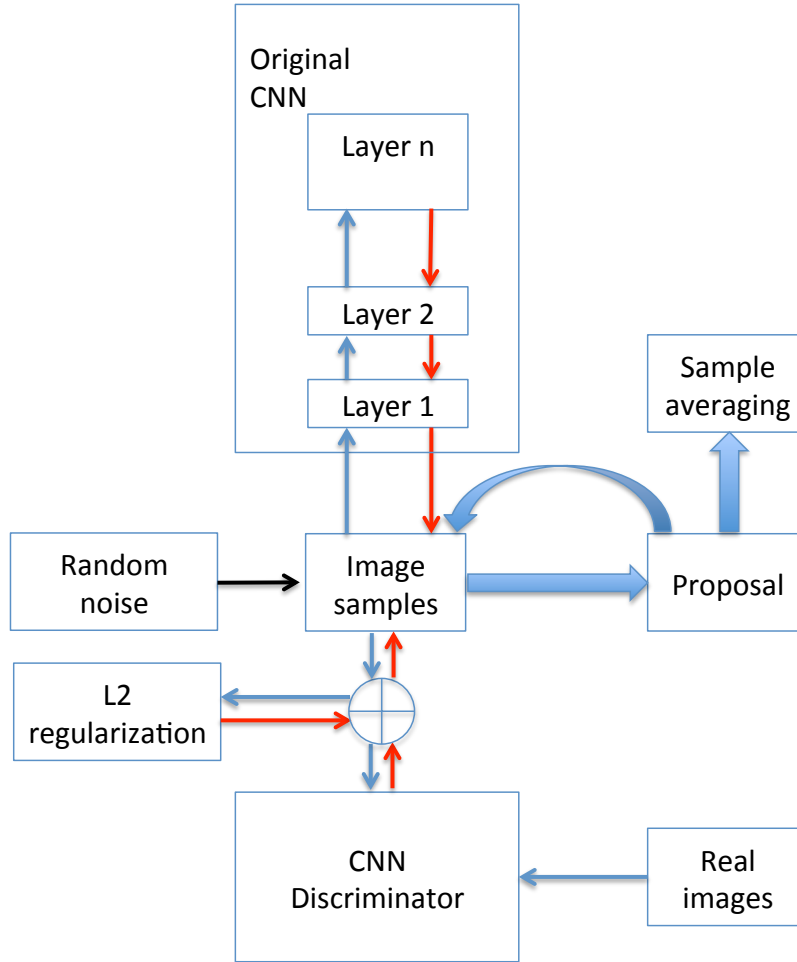 Original
CNN
Layer n
Layer 2
Layer 1
Sample
averaging
Random
noise
Image
samples
Proposal
L2
regularization
CNN
Discriminator
Real
images